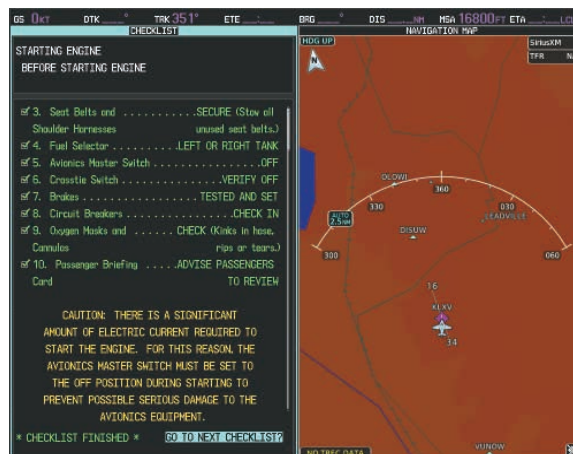 GS 0KT DTK ___° TRK 351° ETE __:__ BRG ___° DIS __._NM MSA 16800FT ETA __:__LCL
CHECKLIST
NAVIGATION MAP
STARTING ENGINE
BEFORE STARTING ENGINE
3. Seat Belts and ...........SECURE (Stow all
Shoulder Harnesses unused seat belts.)
4. Fuel Selector ..........LEFT OR RIGHT TANK
5. Avionics Master Switch ...............OFF
6. Crosstie Switch ...............VERIFY OFF
7. Brakes ....................TESTED AND SET
8. Circuit Breakers ................CHECK IN
9. Oxygen Masks and ......CHECK (Kinks in hose,
Cannulas rips or tears.)
10. Passenger Briefing .....ADVISE PASSENGERS
Card TO REVIEW
CAUTION: THERE IS A SIGNIFICANT
AMOUNT OF ELECTRIC CURRENT REQUIRED TO
START THE ENGINE. FOR THIS REASON, THE
AVIONICS MASTER SWITCH MUST BE SET TO
THE OFF POSITION DURING STARTING TO
PREVENT POSSIBLE SERIOUS DAMAGE TO THE
AVIONICS EQUIPMENT.
* CHECKLIST FINISHED * GO TO NEXT CHECKLIST?
HDG UP
N
SiriusXM
TFR
DLOWI
360
330
030
AUTO
2.5NM
LEADVILLE
DISUW
300
060
16
KLXV
34
NO TRFC DATA
VUNOW